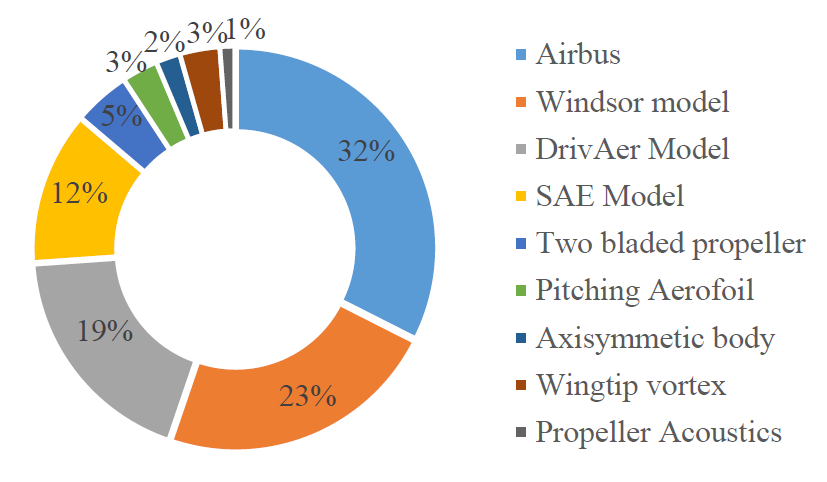 2%
3%
1%
3%
5%
32%
12%
19%
23%
Airbus
Windsor model
DrivAer Model
SAE Model
Two bladed propeller
Pitching Aerofoil
Axisymmetic body
Wingtip vortex
Propeller Acoustics